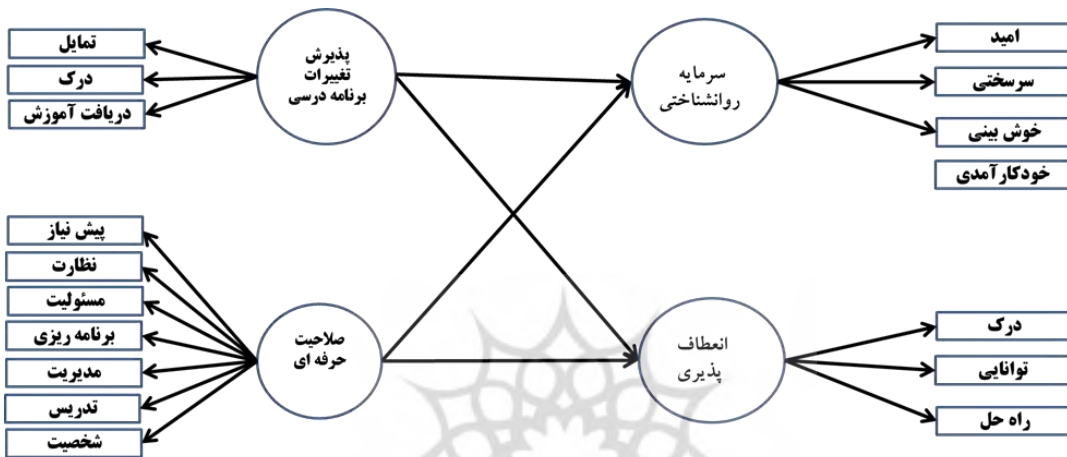 پذیرش
تغییرات
برنامه درسی
تمایل
درک
دریافت آموزش
سرمایه
روانشناختی
امید
سرسختی
خوش بینی
خودکارآمدی
صلاحیت
حرفه ای
پیش نیاز
نظارت
مسئولیت
برنامه ریزی
مدیریت
تدریس
شخصیت
انعطاف
پذیری
درک
توانایی
راه حل